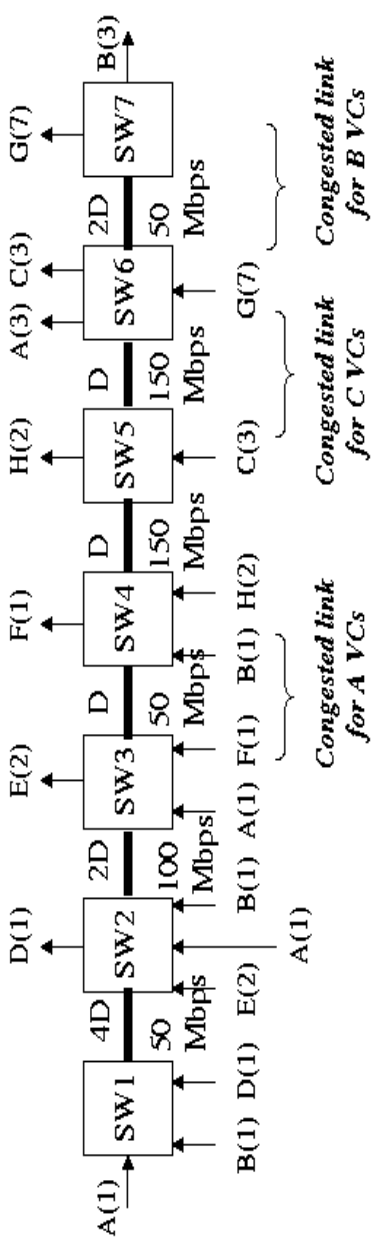 D(1) E(2) F(1) H(2) A(3) C(3) G(7)
A(1) SW1 4D SW2 2D SW3 D SW4 D SW5 D SW6 2D SW7 B(3)
50 Mbps 100 Mbps 50 Mbps 150 Mbps 150 Mbps 50 Mbps
B(1) D(1) E(2) B(1) A(1) F(1) B(1) H(2) C(3) G(7)
A(1)
Congested link for A VCs
Congested link for C VCs
Congested link for B VCs